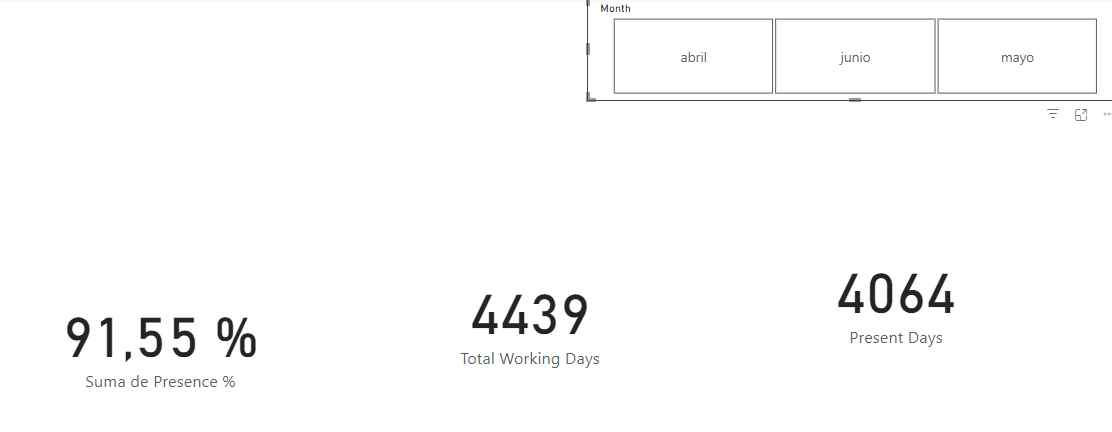 Month
abril
junio
mayo
91,55 %
Suma de Presence %
4439
Total Working Days
4064
Present Days